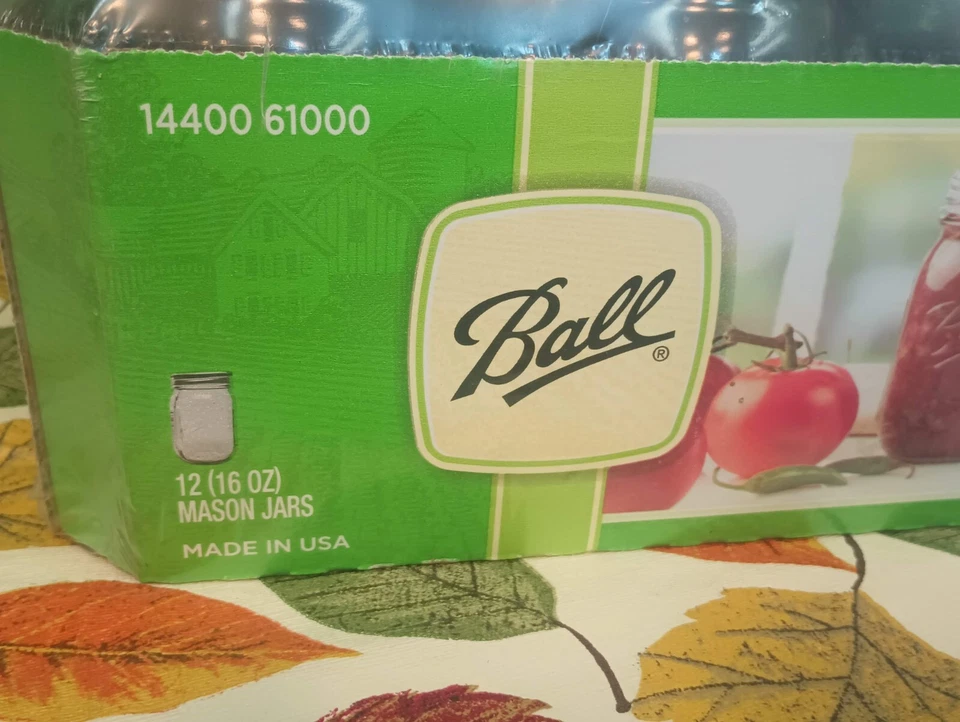 14400 61000
Ball®
12 (16 OZ)
MASON JARS
MADE IN USA